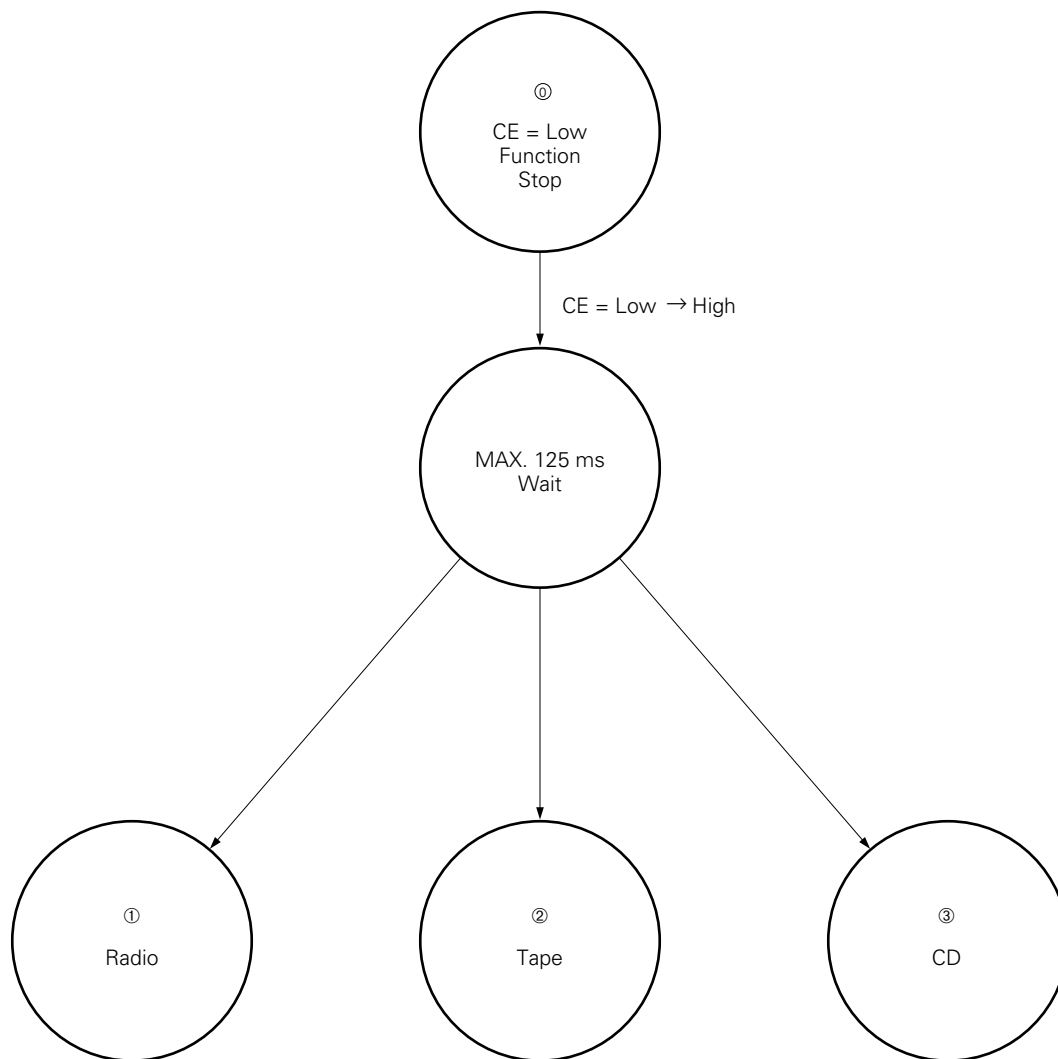 ⓪
CE = Low
Function
Stop
CE = Low → High
MAX. 125 ms
Wait
①
Radio
②
Tape
③
CD